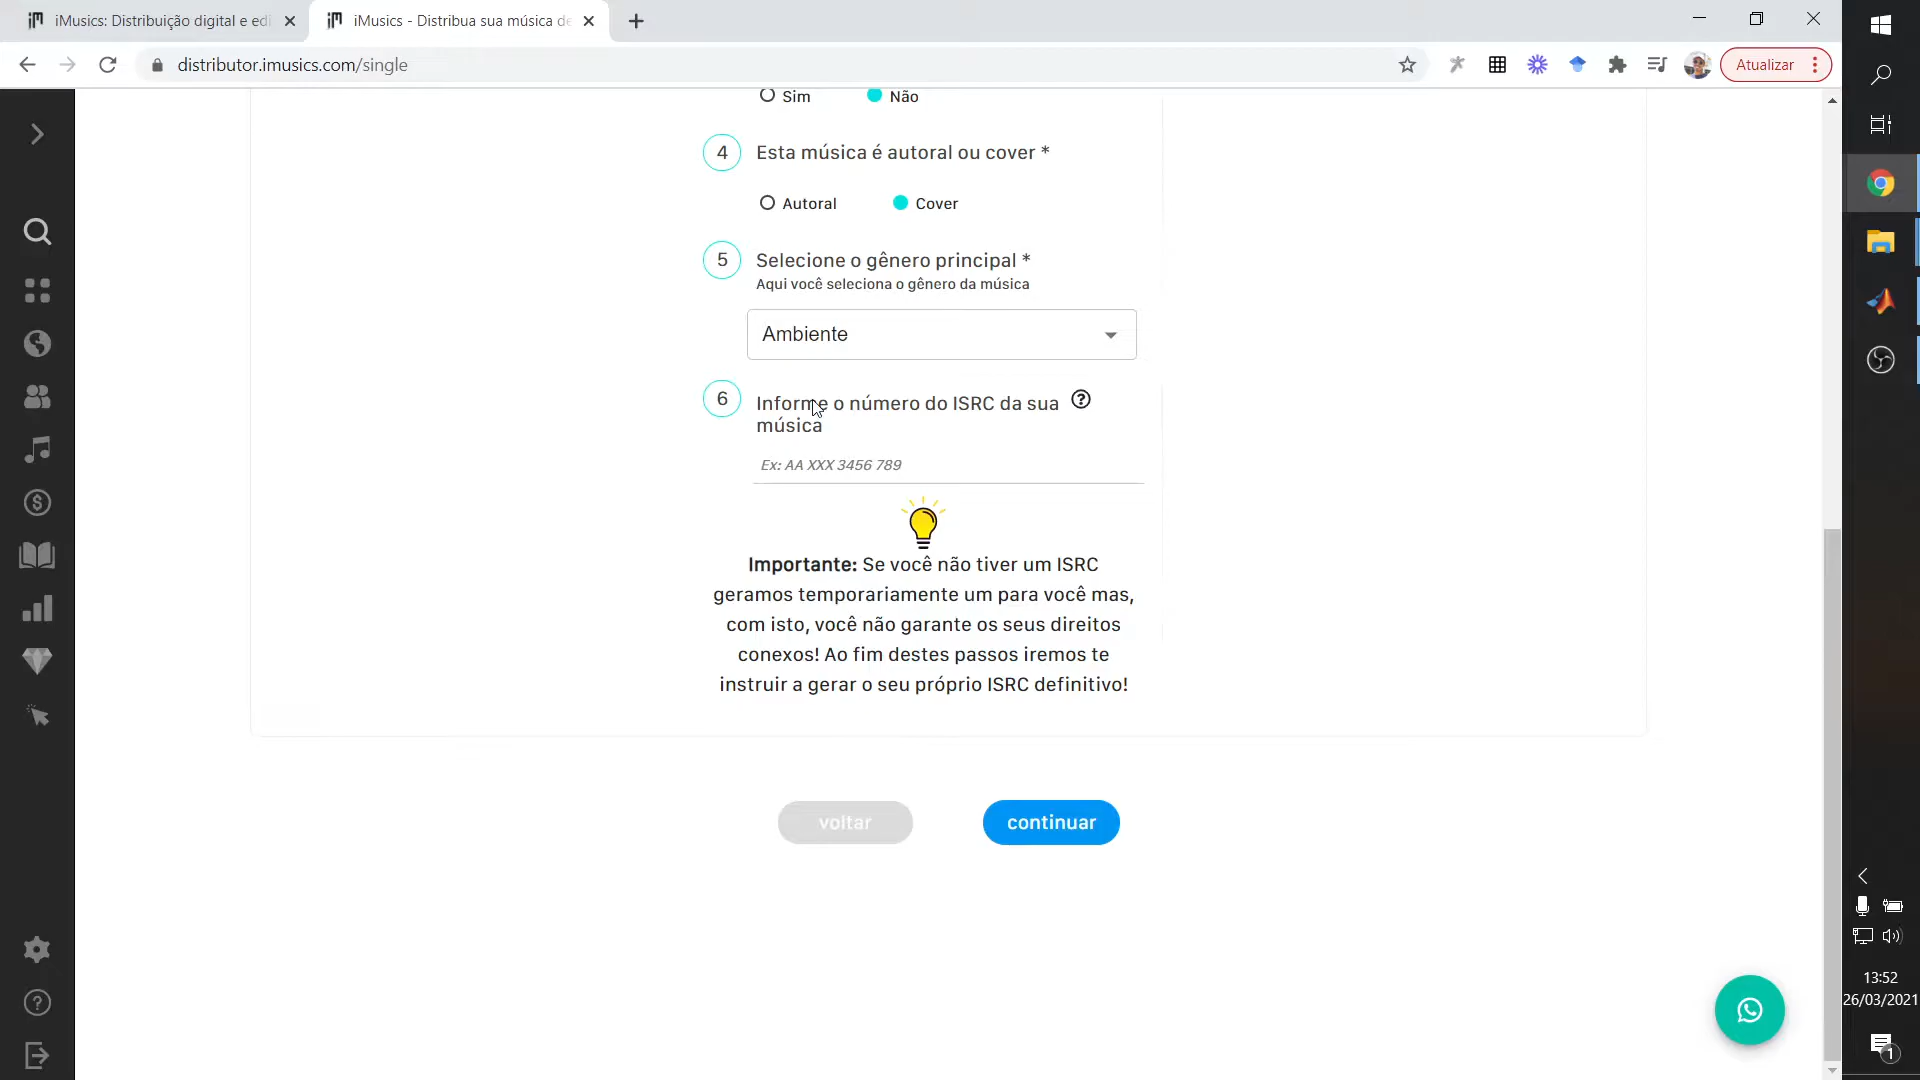 iMusics: Distribuição digital e edi
iMusics - Distribua sua música de
distributor.imusics.com/single
Atualizar
Sim Não
4 Esta música é autoral ou cover *
Autoral Cover
5 Selecione o gênero principal *
Aqui você seleciona o gênero da música
Ambiente
6 Informe o número do ISRC da sua
música
Ex: AA XXX 3456 789
Importante: Se você não tiver um ISRC
geramos temporariamente um para você mas,
com isto, você não garante os seus direitos
conexos! Ao fim destes passos iremos te
instruir a gerar o seu próprio ISRC definitivo!
voltar continuar
13:52
26/03/2021
1